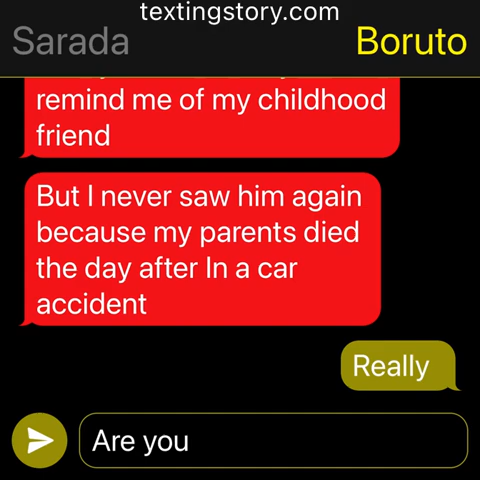 textingstory.com
Sarada Boruto
remind me of my childhood
friend
But I never saw him again
because my parents died
the day after In a car
accident
Really
Are you